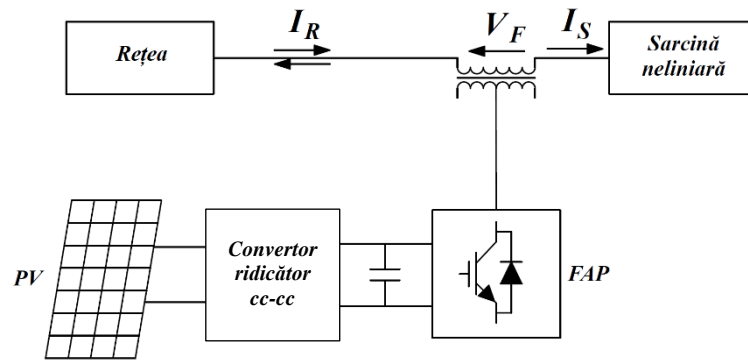 I_R
V_F
I_S
Rețea
Sarcină
neliniară
PV
Convertor
ridicător
cc-cc
FAP